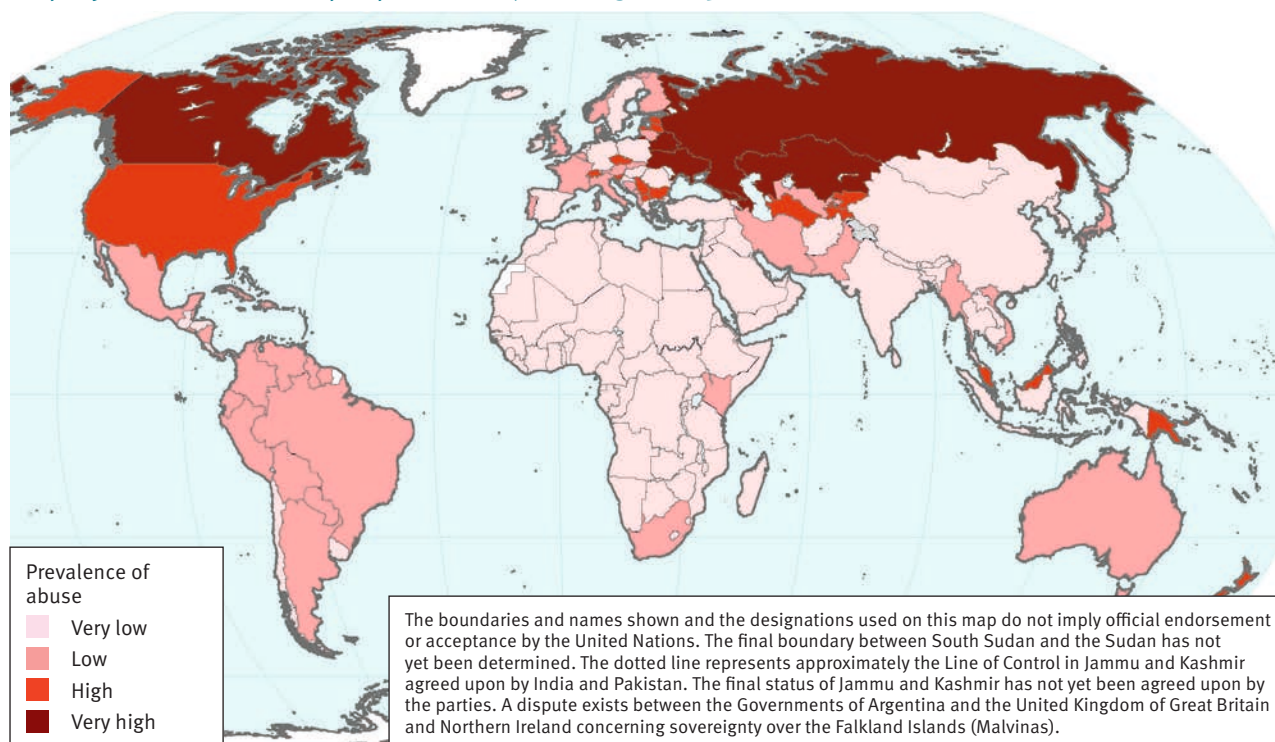 Prevalence of
abuse
Very low
Low
High
Very high
The boundaries and names shown and the designations used on this map do not imply official endorsement
or acceptance by the United Nations. The final boundary between South Sudan and the Sudan has not
yet been determined. The dotted line represents approximately the Line of Control in Jammu and Kashmir
agreed upon by India and Pakistan. The final status of Jammu and Kashmir has not yet been agreed upon by
the parties. A dispute exists between the Governments of Argentina and the United Kingdom of Great Britain
and Northern Ireland concerning sovereignty over the Falkland Islands (Malvinas).